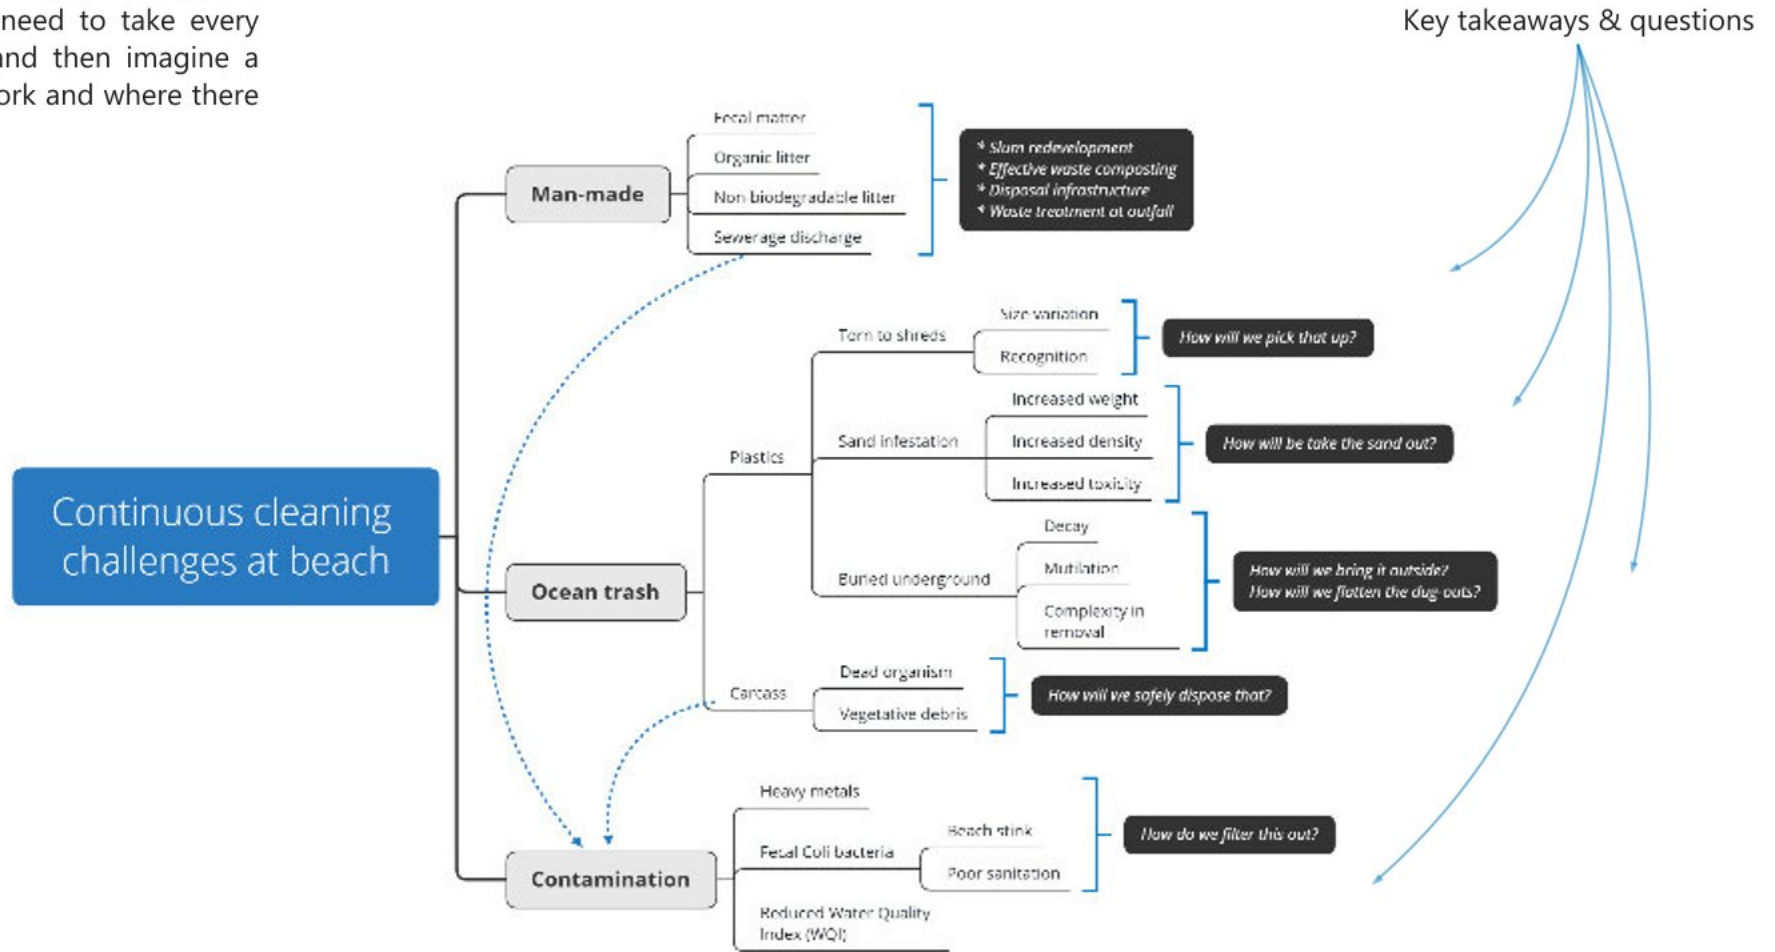 need to take every
and then imagine a
ork and where there
Key takeaways & questions
Continuous cleaning
challenges at beach
Man-made
Fecal matter
Organic litter
Non biodegradable litter
Sewerage discharge
* Slum redevelopment
* Effective waste composting
* Disposal infrastructure
* Waste treatment at outfall
Ocean trash
Plastics
Torn to shreds
Size variation
Recognition
How will we pick that up?
Sand infestation
Increased weight
Increased density
Increased toxicity
How will be take the sand out?
Buried underground
Decay
Mutilation
Complexity in
removal
How will we bring it outside?
How will we flatten the dug-outs?
Carcass
Dead organism
Vegetative debris
How will we safely dispose that?
Contamination
Heavy metals
Fecal Coli bacteria
Beach stink
Poor sanitation
Reduced Water Quality
Index (WQI)
How do we filter this out?